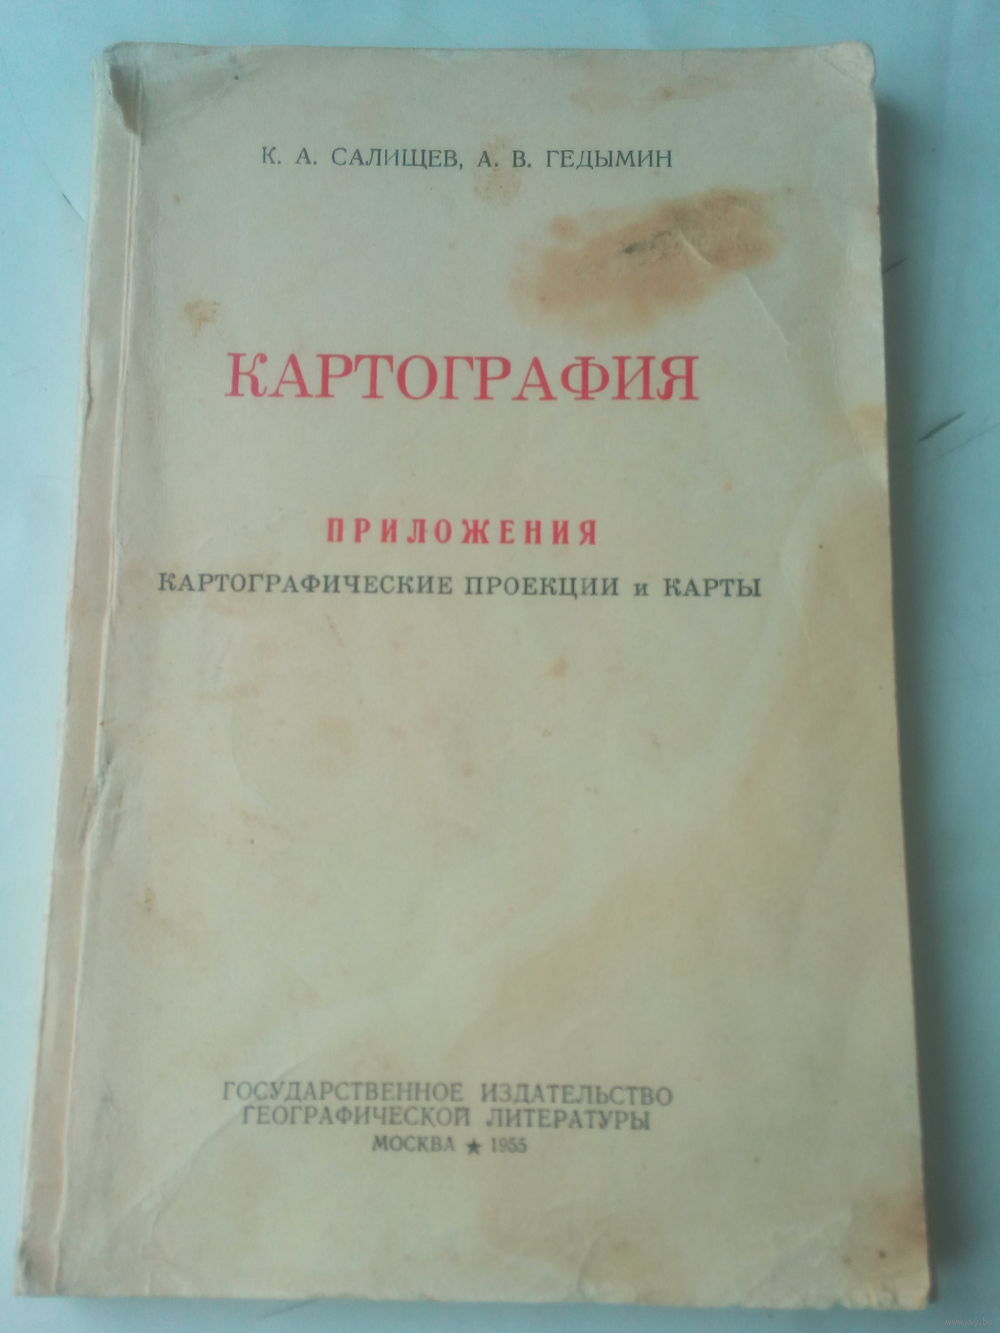 К. А. САЛИЩЕВ, А. В. ГЕДЫМИН
КАРТОГРАФИЯ
ПРИЛОЖЕНИЯ
КАРТОГРАФИЧЕСКИЕ ПРОЕКЦИИ и КАРТЫ
ГОСУДАРСТВЕННОЕ ИЗДАТЕЛЬСТВО
ГЕОГРАФИЧЕСКОЙ ЛИТЕРАТУРЫ
МОСКВА ★ 1955